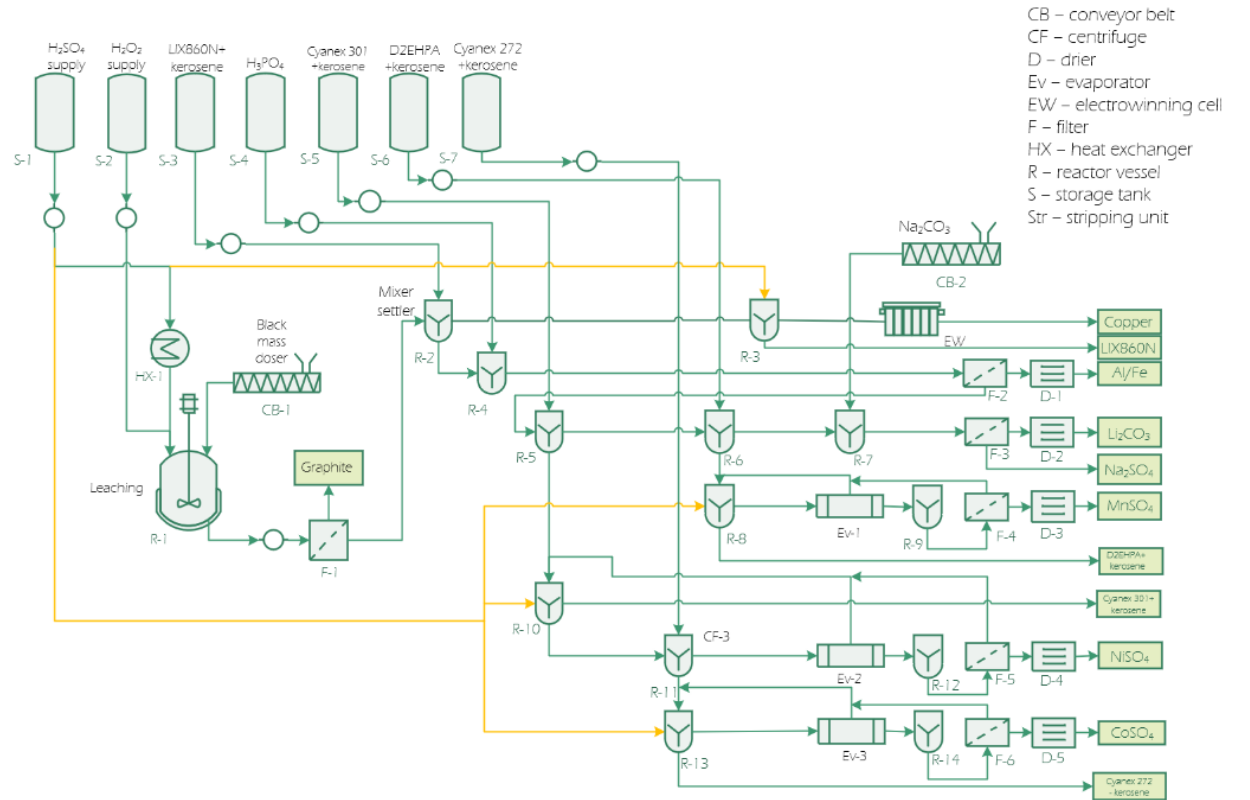 CB – conveyor belt
CF – centrifuge
D – drier
Ev – evaporator
EW – electrowinning cell
F – filter
HX – heat exchanger
R – reactor vessel
S – storage tank
Str – stripping unit
H₂SO₄
supply
H₂O₂
supply
LIX860N+
kerosene
H₃PO₄
Cyanex 301
+kerosene
D2EHPA
+kerosene
Cyanex 272
+kerosene
S-1
S-2
S-3
S-4
S-5
S-6
S-7
Na₂CO₃
CB-2
Mixer
settler
R-2
R-3
EW
Copper
LIX860N
Black
mass
doser
HX-1
CB-1
R-4
F-2
D-1
Al/Fe
R-5
R-6
R-7
F-3
D-2
Li₂CO₃
Na₂SO₄
Graphite
Leaching
R-1
F-1
R-8
Ev-1
R-9
F-4
D-3
MnSO₄
D2EHPA+
kerosene
R-10
Cyanex 301+
kerosene
CF-3
R-11
Ev-2
R-12
F-5
D-4
NiSO₄
R-13
Ev-3
R-14
F-6
D-5
CoSO₄
Cyanex 272
- kerosene